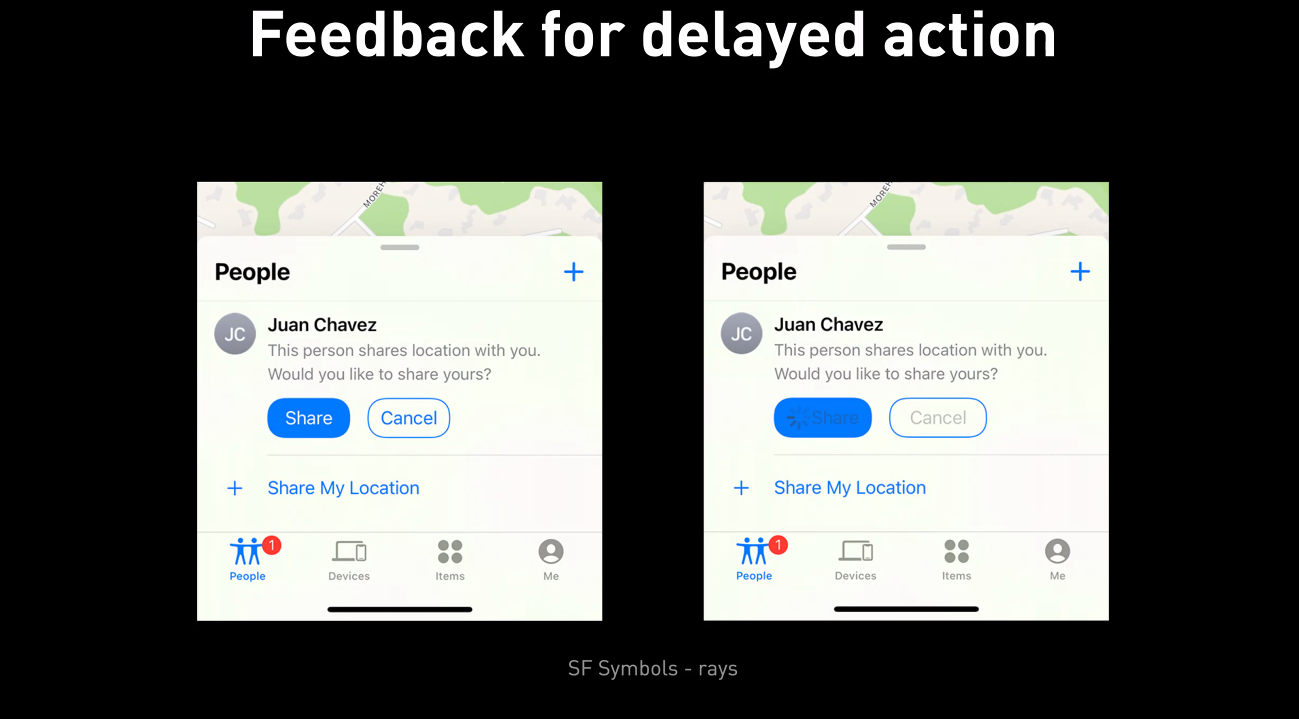 Feedback for delayed action
People
JC
Juan Chavez
This person shares location with you.
Would you like to share yours?
Share
Cancel
Share My Location
1
People
Devices
Items
Me
People
JC
Juan Chavez
This person shares location with you.
Would you like to share yours?
Share
Cancel
Share My Location
1
People
Devices
Items
Me
SF Symbols - rays